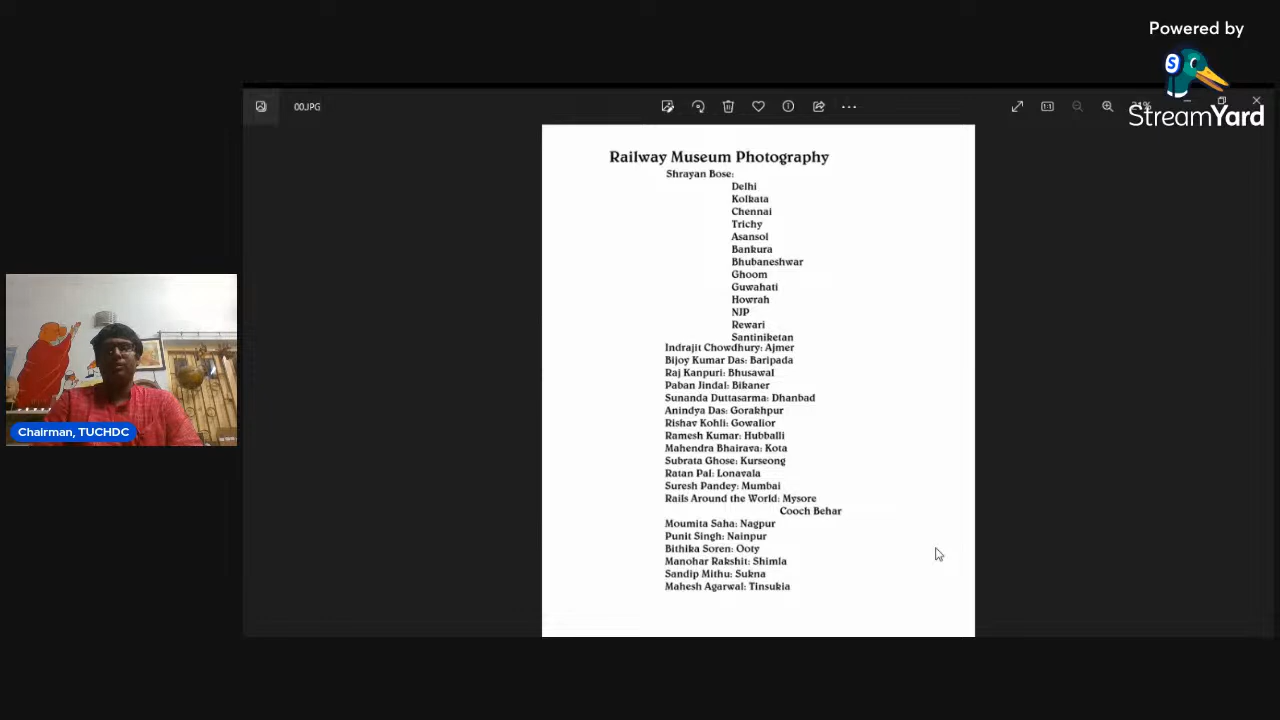 Powered by
StreamYard
00.JPG
Railway Museum Photography
Shrayan Bose:
Delhi
Kolkata
Chennai
Trichy
Asansol
Bankura
Bhubaneshwar
Ghoom
Guwahati
Howrah
NJP
Rewari
Santiniketan
Indrajit Chowdhury: Ajmer
Bijoy Kumar Das: Baripada
Raj Kanpuri: Bhusawal
Paban Jindal: Bikaner
Sunanda Duttasarma: Dhanbad
Anindya Das: Gorakhpur
Rishav Kohli: Gowalior
Ramesh Kumar: Hubballi
Mahendra Bhairava: Kota
Subrata Ghose: Kurseong
Ratan Pal: Lonavala
Suresh Pandey: Mumbai
Rails Around the World: Mysore
Cooch Behar
Moumita Saha: Nagpur
Punit Singh: Nainpur
Bithika Soren: Ooty
Manohar Rakshit: Shimla
Sandip Mithu: Sukna
Mahesh Agarwal: Tinsukia
Chairman, TUCHDC